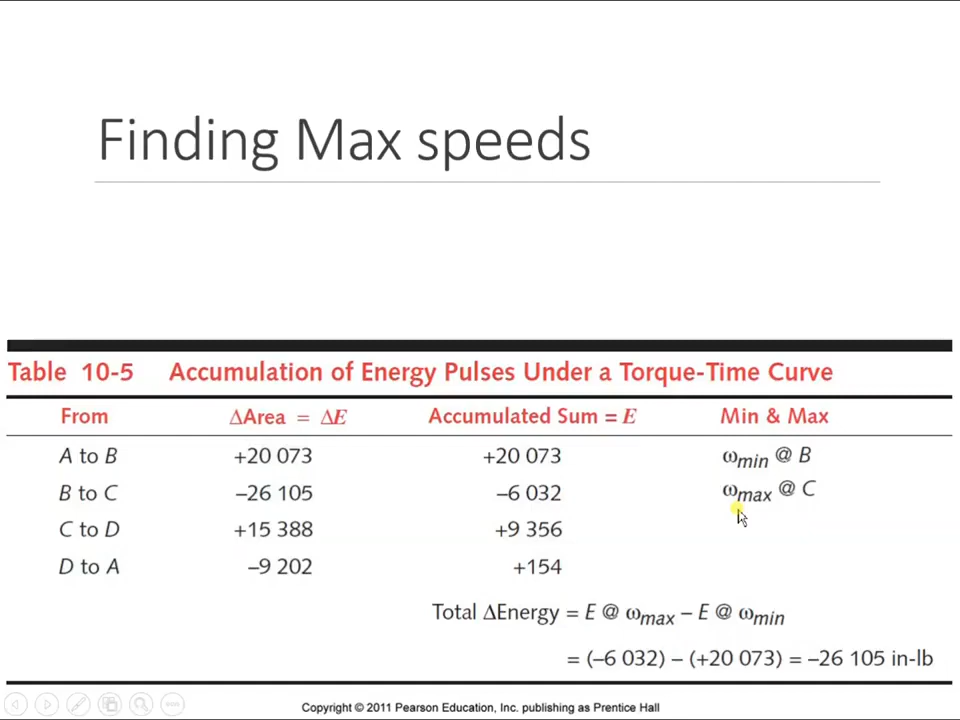 Finding Max speeds
Table 10-5 Accumulation of Energy Pulses Under a Torque-Time Curve
From ΔArea = ΔE Accumulated Sum = E Min & Max
A to B +20 073 +20 073 ωmin @ B
B to C –26 105 –6 032 ωmax @ C
C to D +15 388 +9 356
D to A –9 202 +154
Total ΔEnergy = E @ ωmax – E @ ωmin
= (–6 032) – (+20 073) = –26 105 in-lb
Copyright © 2011 Pearson Education, Inc. publishing as Prentice Hall